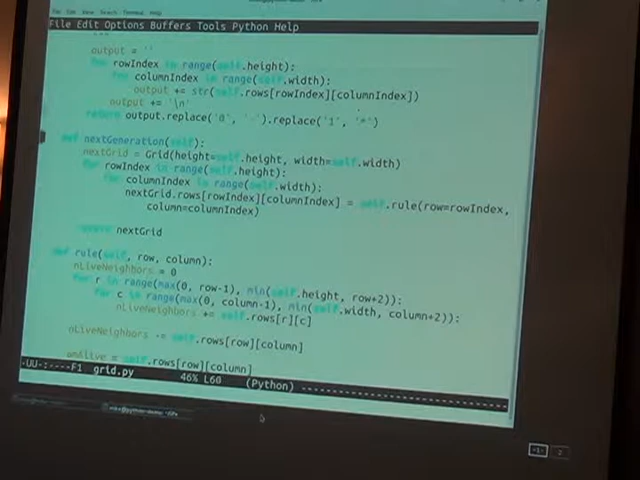 File Edit Options Buffers Tools Python Help
output = ''
for rowIndex in range(self.height):
for columnIndex in range(self.width):
output += str(self.rows[rowIndex][columnIndex])
output += '\n'
return output.replace('0', '.').replace('1', '*')
def nextGeneration(self):
nextGrid = Grid(height=self.height, width=self.width)
for rowIndex in range(self.height):
for columnIndex in range(self.width):
nextGrid.rows[rowIndex][columnIndex] = self.rule(row=rowIndex,
column=columnIndex)
return nextGrid
def rule(self, row, column):
nLiveNeighbors = 0
for r in range(max(0, row-1), min(self.height, row+2)):
for c in range(max(0, column-1), min(self.width, column+2)):
nLiveNeighbors += self.rows[r][c]
nLiveNeighbors -= self.rows[row][column]
amAlive = self.rows[row][column]
-UU-:----F1 grid.py 46% L60 (Python)